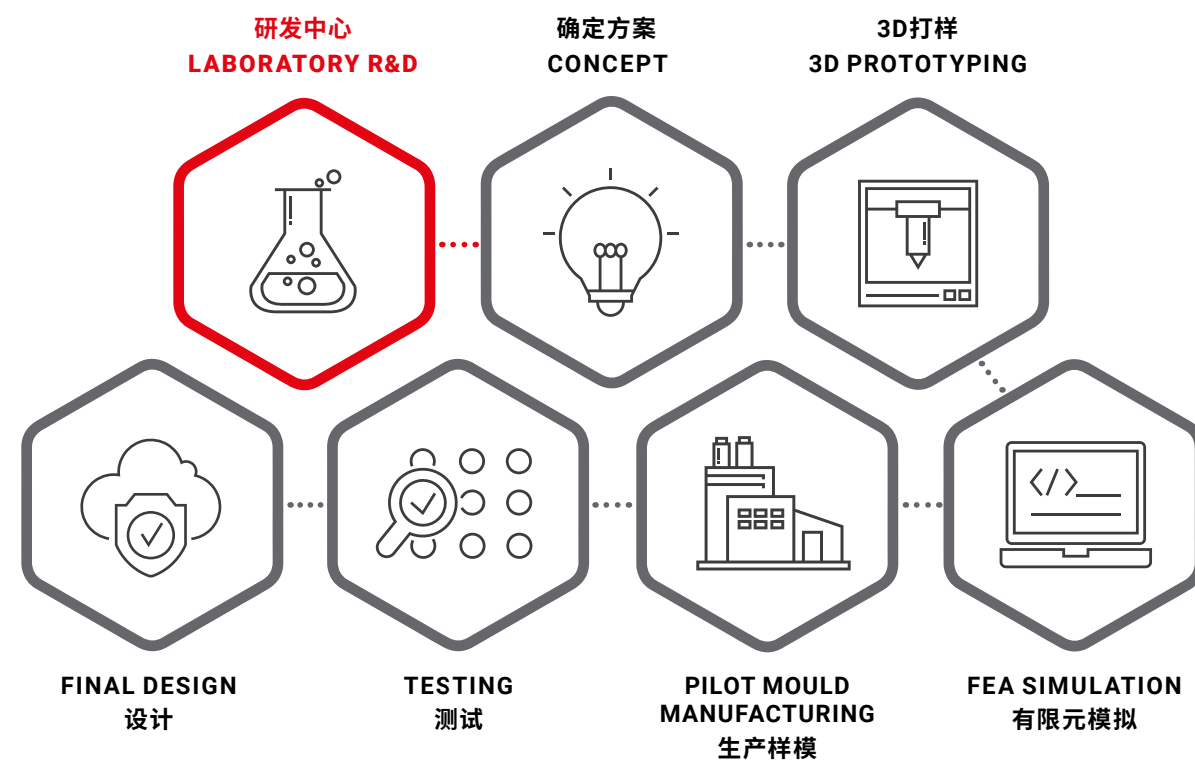 研发中心
LABORATORY R&D
确定方案
CONCEPT
3D打样
3D PROTOTYPING
</>
FINAL DESIGN
设计
TESTING
测试
PILOT MOULD
MANUFACTURING
生产样模
FEA SIMULATION
有限元模拟